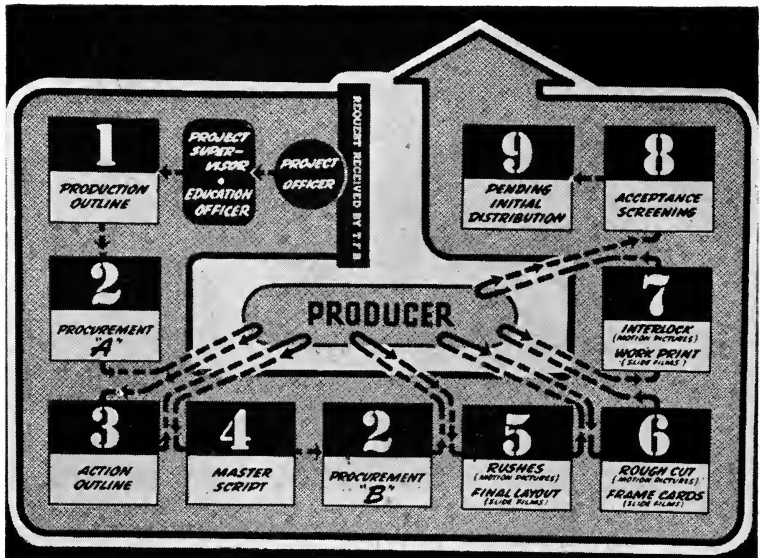 REQUEST RECEIVED BY T.F.B
PROJECT
OFFICER
PROJECT
SUPER-
VISOR
EDUCATION
OFFICER
1
PRODUCTION
OUTLINE
2
PROCUREMENT
"A"
3
ACTION
OUTLINE
4
MASTER
SCRIPT
2
PROCUREMENT
"B"
5
RUSHES
(MOTION PICTURES)
FINAL LAYOUT
(SLIDE FILMS)
6
ROUGH CUT
(MOTION PICTURES)
FRAME CARDS
(SLIDE FILMS)
7
INTERLOCK
(MOTION PICTURES)
WORK PRINT
(SLIDE FILMS)
8
ACCEPTANCE
SCREENING
9
PENDING
INITIAL
DISTRIBUTION
PRODUCER